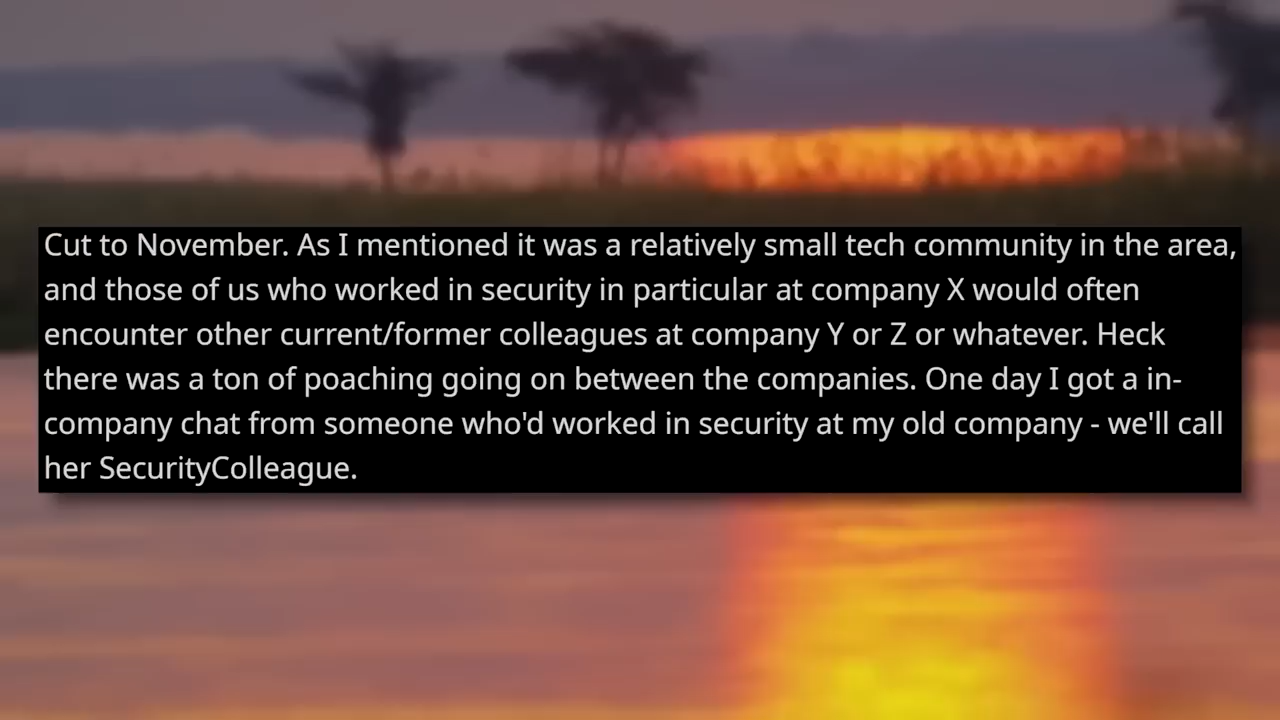 Cut to November. As I mentioned it was a relatively small tech community in the area,
and those of us who worked in security in particular at company X would often
encounter other current/former colleagues at company Y or Z or whatever. Heck
there was a ton of poaching going on between the companies. One day I got a in-
company chat from someone who'd worked in security at my old company - we'll call
her SecurityColleague.